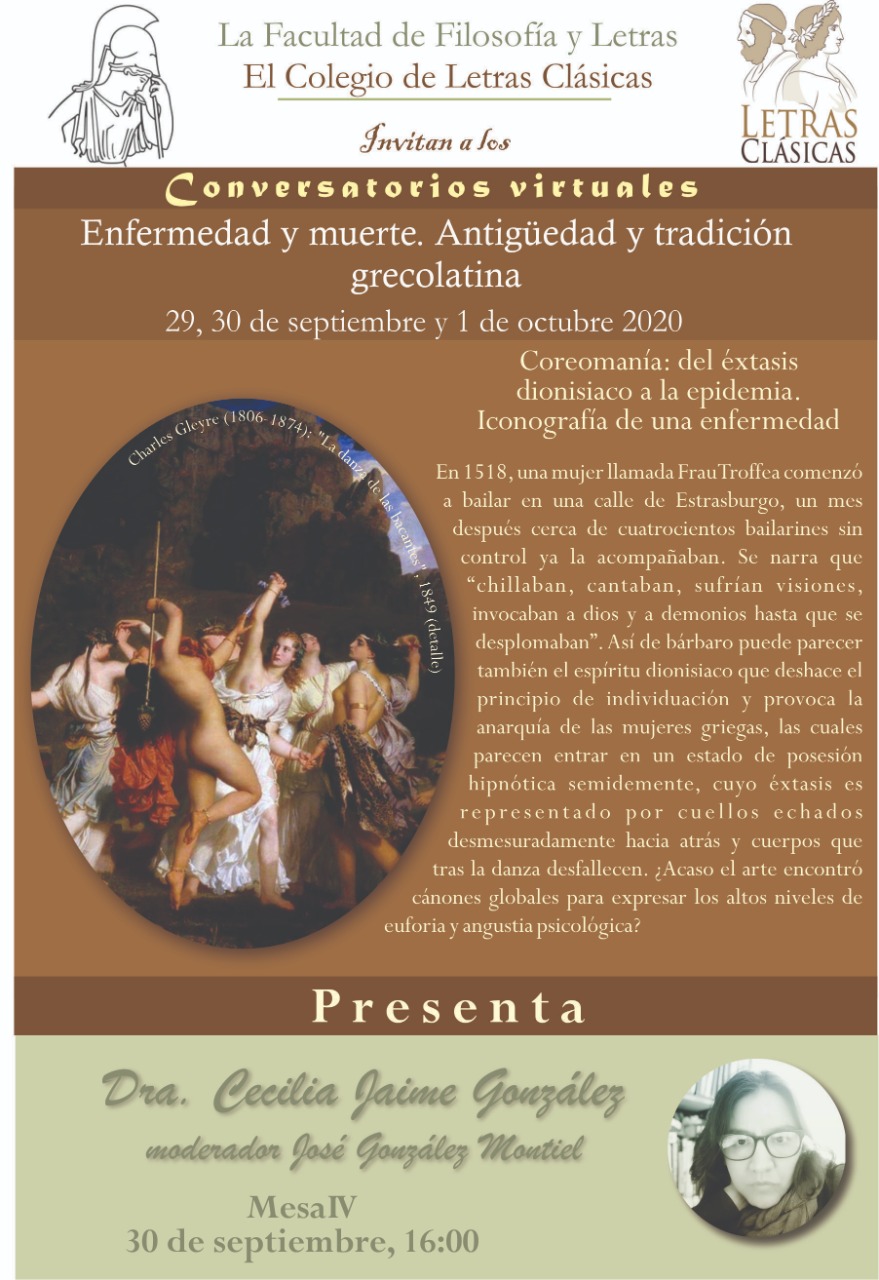 La Facultad de Filosofía y Letras
El Colegio de Letras Clásicas
Invitan a los
LETRAS
CLÁSICAS
Conversatorios virtuales
Enfermedad y muerte. Antigüedad y tradición
grecolatina
29, 30 de septiembre y 1 de octubre 2020
Coreomanía: del éxtasis
dionisiaco a la epidemia.
Iconografía de una enfermedad
Charles Gleyre (1806-1874): "La danza de las bacantes", 1849 (detalle)
En 1518, una mujer llamada Frau Troffea comenzó
a bailar en una calle de Estrasburgo, un mes
después cerca de cuatrocientos bailarines sin
control ya la acompañaban. Se narra que
“chillaban, cantaban, sufrían visiones,
invocaban a dios y a demonios hasta que se
desplomaban”. Así de bárbaro puede parecer
también el espíritu dionisiaco que deshace el
principio de individuación y provoca la
anarquía de las mujeres griegas, las cuales
parecen entrar en un estado de posesión
hipnótica semidemente, cuyo éxtasis es
representado por cuellos echados
desmesuradamente hacia atrás y cuerpos que
tras la danza desfallecen. ¿Acaso el arte encontró
cánones globales para expresar los altos niveles de
euforia y angustia psicológica?
Presenta
Dra. Cecilia Jaime González
moderador José González Montiel
Mesa IV
30 de septiembre, 16:00